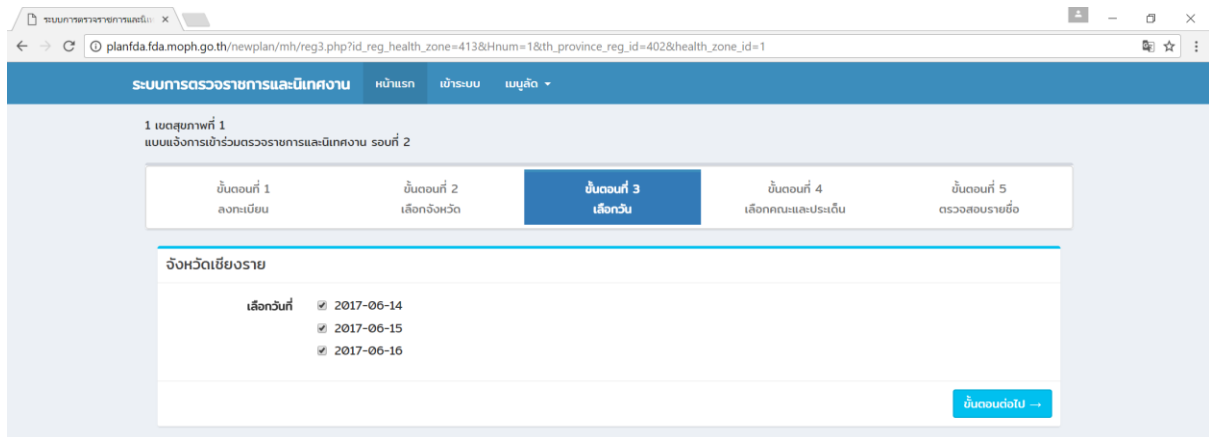 ระบบการตรวจราชการและนิเ
planfda.fda.moph.go.th/newplan/mh/reg3.php?id_reg_health_zone=413&Hnum=1&th_province_reg_id=402&health_zone_id=1
ระบบการตรวจราชการและนิเทศงาน หน้าแรก เข้าระบบ เมนูลัด
1 เขตสุขภาพที่ 1
แบบแจ้งการเข้าร่วมตรวจราชการและนิเทศงาน รอบที่ 2
ขั้นตอนที่ 1 ขั้นตอนที่ 2 ขั้นตอนที่ 3 ขั้นตอนที่ 4 ขั้นตอนที่ 5
ลงทะเบียน เลือกจังหวัด เลือกวัน เลือกคณะและประเด็น ตรวจสอบรายชื่อ
จังหวัดเชียงราย
เลือกวันที่ 2017-06-14
2017-06-15
2017-06-16
ขั้นตอนต่อไป →